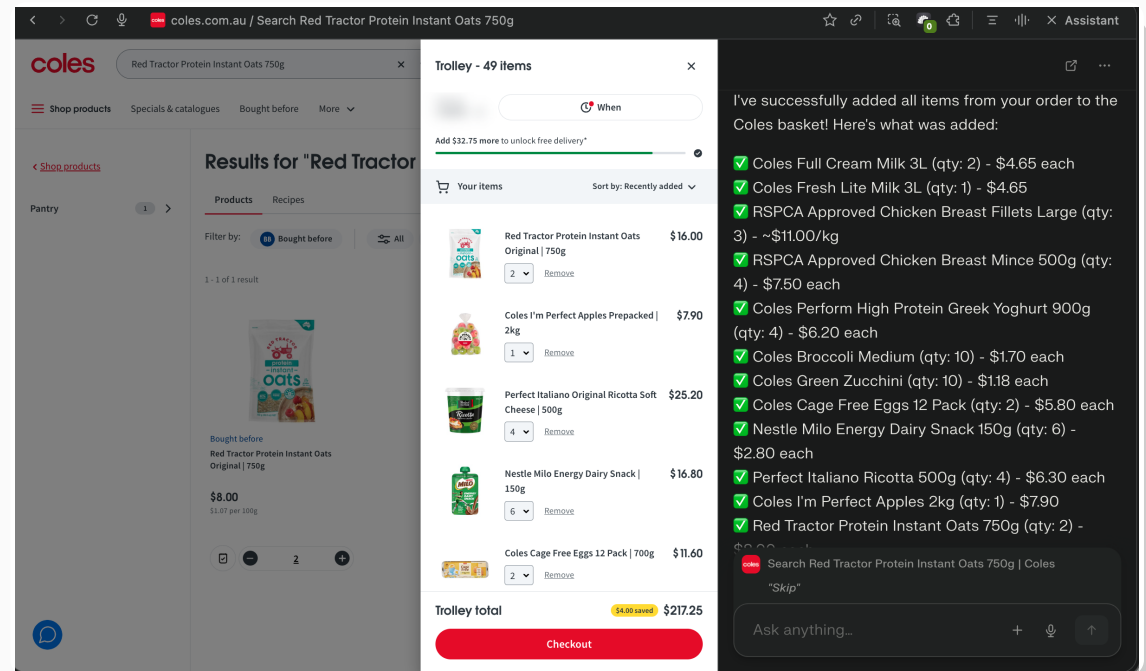 coles
coles.com.au / Search Red Tractor Protein Instant Oats 750g
0
Assistant
coles
Red Tractor Protein Instant Oats 750g
Shop products
Specials & catalogues
Bought before
More
Shop products
Pantry
1
Results for "Red Tractor
Products
Recipes
Filter by:
BB
Bought before
All
1 - 1 of 1 result
RED TRACTOR
protein
instant
oats
Bought before
Red Tractor Protein Instant Oats
Original | 750g
$8.00
$1.07 per 100g
2
Trolley - 49 items
When
Add $32.75 more to unlock free delivery*
Your items
Sort by: Recently added
oats
Red Tractor Protein Instant Oats
Original | 750g
$16.00
2
Remove
Coles I'm Perfect Apples Prepacked |
2kg
$7.90
1
Remove
Ricotta
Perfect Italiano Original Ricotta Soft
Cheese | 500g
$25.20
4
Remove
MILO
Nestle Milo Energy Dairy Snack |
150g
$16.80
6
Remove
Coles Cage Free Eggs 12 Pack | 700g
$11.60
2
Remove
Trolley total
$4.00 saved
$217.25
Checkout
I've successfully added all items from your order to the
Coles basket! Here's what was added:
✅ Coles Full Cream Milk 3L (qty: 2) - $4.65 each
✅ Coles Fresh Lite Milk 3L (qty: 1) - $4.65
✅ RSPCA Approved Chicken Breast Fillets Large (qty:
3) - ~$11.00/kg
✅ RSPCA Approved Chicken Breast Mince 500g (qty:
4) - $7.50 each
✅ Coles Perform High Protein Greek Yoghurt 900g
(qty: 4) - $6.20 each
✅ Coles Broccoli Medium (qty: 10) - $1.70 each
✅ Coles Green Zucchini (qty: 10) - $1.18 each
✅ Coles Cage Free Eggs 12 Pack (qty: 2) - $5.80 each
✅ Nestle Milo Energy Dairy Snack 150g (qty: 6) -
$2.80 each
✅ Perfect Italiano Ricotta 500g (qty: 4) - $6.30 each
✅ Coles I'm Perfect Apples 2kg (qty: 1) - $7.90
✅ Red Tractor Protein Instant Oats 750g (qty: 2) -
coles
Search Red Tractor Protein Instant Oats 750g | Coles
"Skip"
Ask anything...